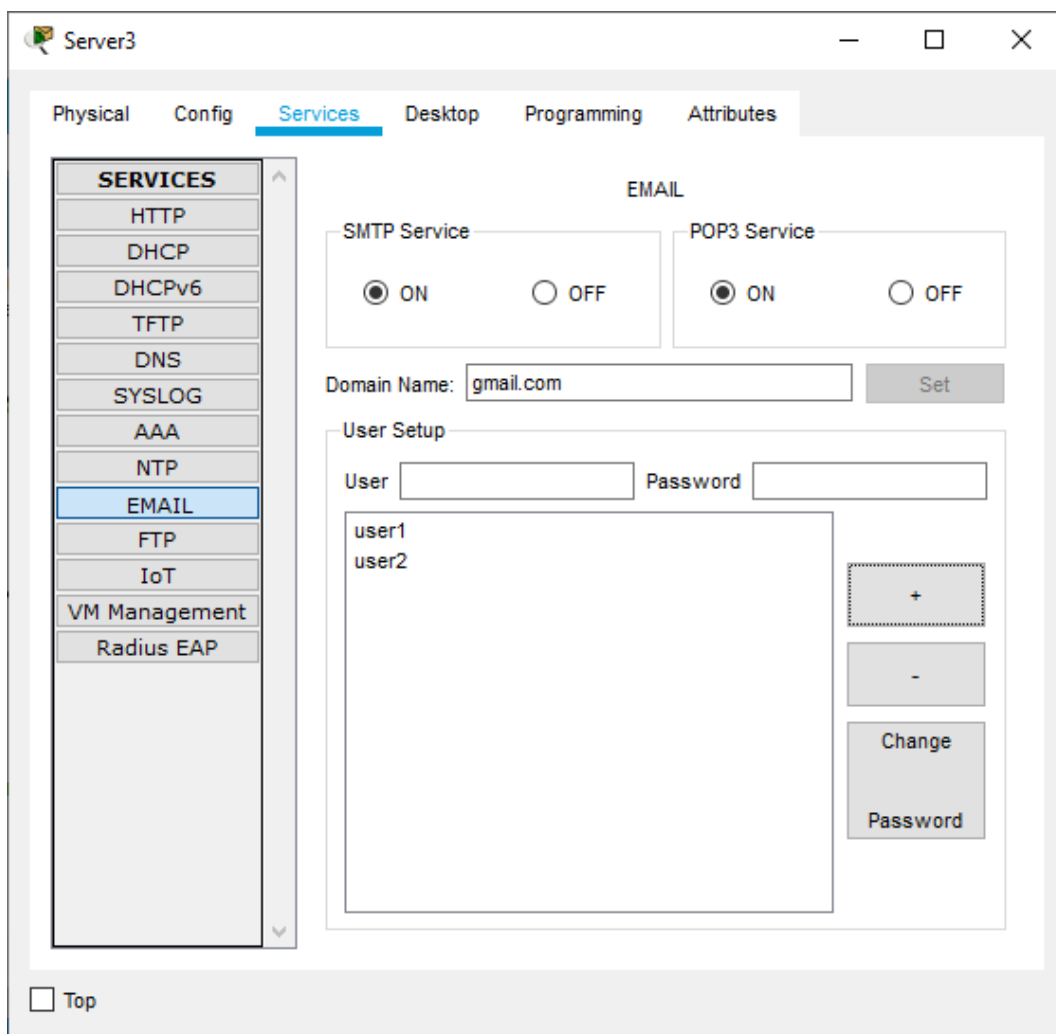 Server3
Physical Config Services Desktop Programming Attributes
SERVICES
HTTP
DHCP
DHCPv6
TFTP
DNS
SYSLOG
AAA
NTP
EMAIL
FTP
IoT
VM Management
Radius EAP
EMAIL
SMTP Service
ON OFF
POP3 Service
ON OFF
Domain Name: gmail.com Set
User Setup
User Password
user1
user2
+
-
Change
Password
Top